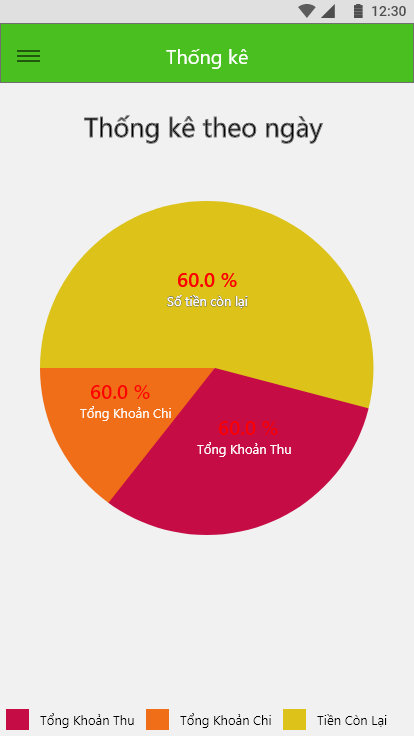 12:30
Thống kê
Thống kê theo ngày
60.0 %
Số tiền còn lại
60.0 %
Tổng Khoản Chi
60.0 %
Tổng Khoản Thu
Tổng Khoản Thu
Tổng Khoản Chi
Tiền Còn Lại